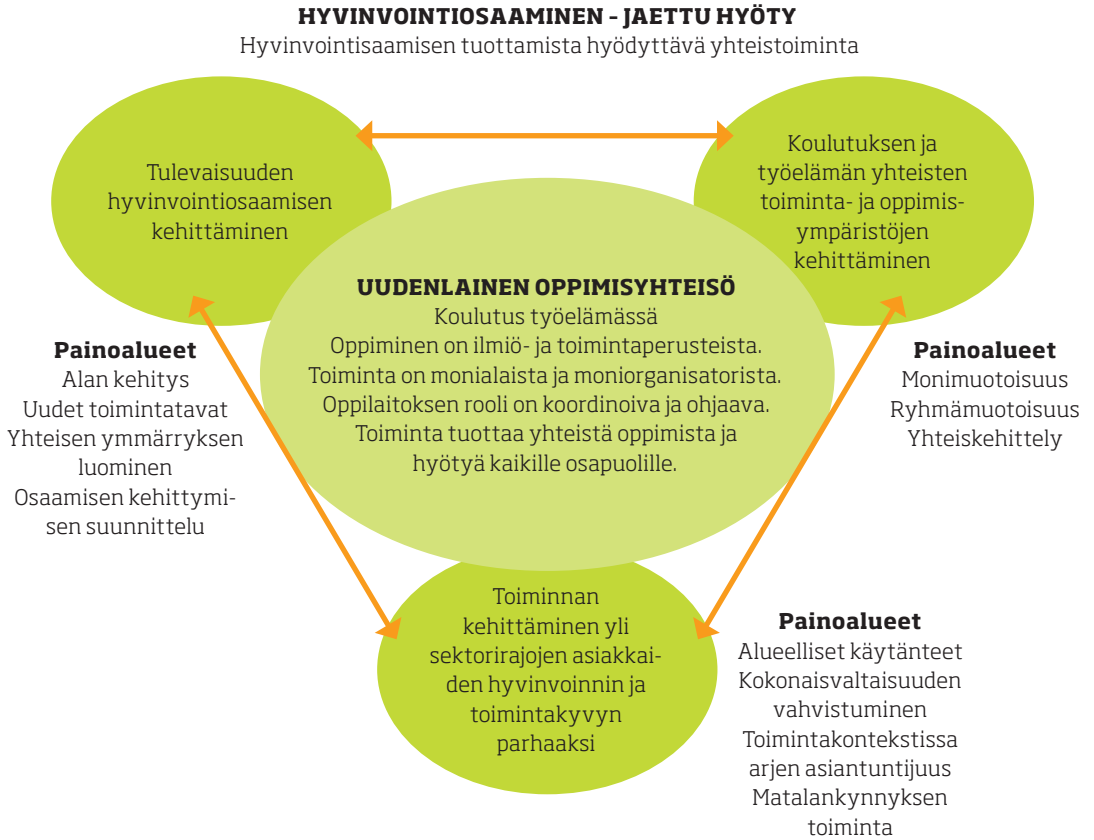 HYVINVOINTIOSAAMINEN – JAETTU HYÖTY
Hyvinvointisaamisen tuottamista hyödyttävä yhteistoiminta
Tulevaisuuden
hyvinvointiosaamisen
kehittäminen
Koulutuksen ja
työelämän yhteisten
toiminta- ja oppimis-
ympäristöjen
kehittäminen
UUDENLAINEN OPPIMISYHTEISÖ
Koulutus työelämässä
Oppiminen on ilmiö- ja toimintaperusteista.
Toiminta on monialaista ja moniorganisatorista.
Oppilaitoksen rooli on koordinoiva ja ohjaava.
Toiminta tuottaa yhteistä oppimista ja
hyötyä kaikille osapuolille.
Painoalueet
Alan kehitys
Uudet toimintatavat
Yhteisen ymmärryksen
luominen
Osaamisen kehittymi-
sen suunnittelu
Painoalueet
Monimuotoisuus
Ryhmämuotoisuus
Yhteiskehittely
Toiminnan
kehittäminen yli
sektorirajojen asiakkai-
den hyvinvoinnin ja
toimintakyvyn
parhaaksi
Painoalueet
Alueelliset käytänteet
Kokonaisvaltaisuuden
vahvistuminen
Toimintakontekstissa
arjen asiantuntijuus
Matalankynnyksen
toiminta